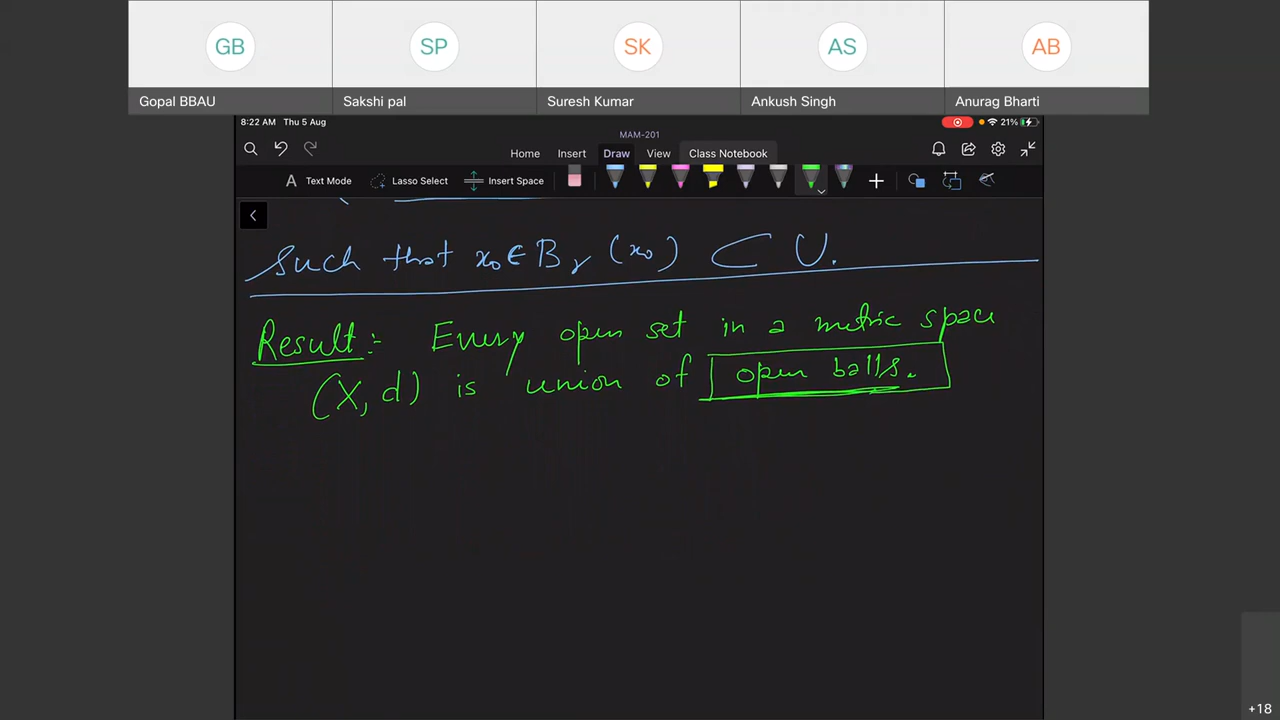 GB
SP
SK
AS
AB
Gopal BBAU
Sakshi pal
Suresh Kumar
Ankush Singh
Anurag Bharti
8:22 AM Thu 5 Aug
21%
MAM-201
Home Insert Draw View Class Notebook
A Text Mode Lasso Select Insert Space
such that x₀ ∈ Bᵣ (x₀) ⊂ U.
Result:- Every open set in a metric space
(X, d) is union of open balls.
+18